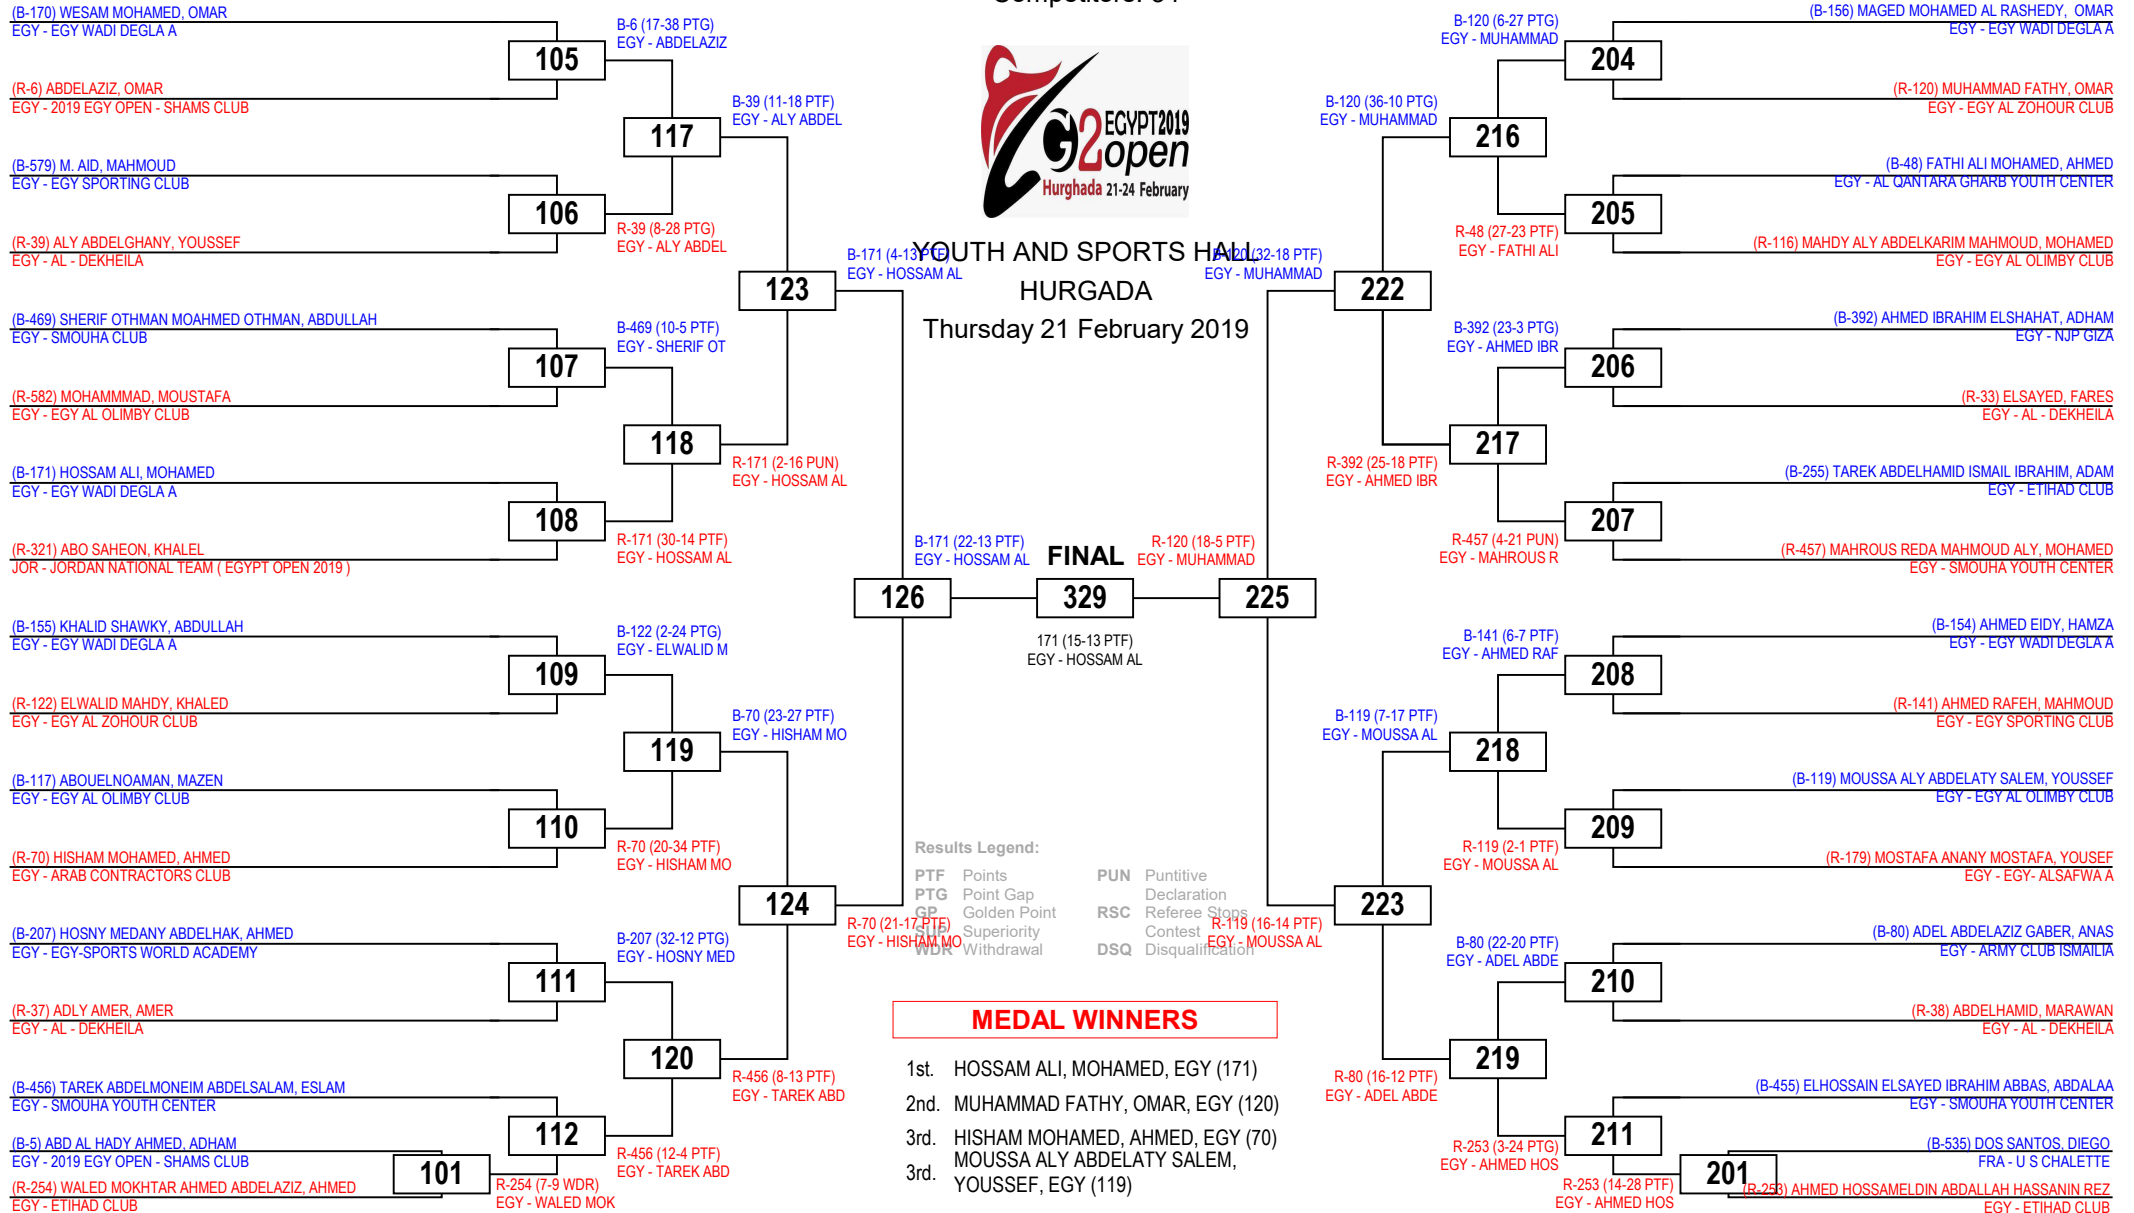 (B-170) WESAM MOHAMED, OMAR
EGY - EGY WADI DEGLA A
105
(R-6) ABDELAZIZ, OMAR
EGY - 2019 EGY OPEN - SHAMS CLUB
B-6 (17-38 PTG)
EGY - ABDELAZIZ
117
(B-579) M. AID, MAHMOUD
EGY - EGY SPORTING CLUB
106
(R-39) ALY ABDELGHANY, YOUSSEF
EGY - AL - DEKHEILA
R-39 (8-28 PTG)
EGY - ALY ABDEL
B-39 (11-18 PTF)
EGY - ALY ABDEL
123
(B-469) SHERIF OTHMAN MOAHMED OTHMAN, ABDULLAH
EGY - SMOUHA CLUB
107
(R-582) MOHAMMMAD, MOUSTAFA
EGY - EGY AL OLIMBY CLUB
B-469 (10-5 PTF)
EGY - SHERIF OT
118
(B-171) HOSSAM ALI, MOHAMED
EGY - EGY WADI DEGLA A
108
(R-321) ABO SAHEON, KHALEL
JOR - JORDAN NATIONAL TEAM ( EGYPT OPEN 2019 )
R-171 (30-14 PTF)
EGY - HOSSAM AL
R-171 (2-16 PUN)
EGY - HOSSAM AL
B-171 (4-13 PTF)
EGY - HOSSAM AL
126
(B-155) KHALID SHAWKY, ABDULLAH
EGY - EGY WADI DEGLA A
109
(R-122) ELWALID MAHDY, KHALED
EGY - EGY AL ZOHOUR CLUB
B-122 (2-24 PTG)
EGY - ELWALID M
119
(B-117) ABOUELNOAMAN, MAZEN
EGY - EGY AL OLIMBY CLUB
110
(R-70) HISHAM MOHAMED, AHMED
EGY - ARAB CONTRACTORS CLUB
R-70 (20-34 PTF)
EGY - HISHAM MO
B-70 (23-27 PTF)
EGY - HISHAM MO
124
(B-207) HOSNY MEDANY ABDELHAK, AHMED
EGY - EGY-SPORTS WORLD ACADEMY
111
(R-37) ADLY AMER, AMER
EGY - AL - DEKHEILA
B-207 (32-12 PTG)
EGY - HOSNY MED
120
(B-456) TAREK ABDELMONEIM ABDELSALAM, ESLAM
EGY - SMOUHA YOUTH CENTER
112
(B-5) ABD AL HADY AHMED, ADHAM
EGY - 2019 EGY OPEN - SHAMS CLUB
101
(R-254) WALED MOKHTAR AHMED ABDELAZIZ, AHMED
EGY - ETIHAD CLUB
R-254 (7-9 WDR)
EGY - WALED MOK
R-456 (12-4 PTF)
EGY - TAREK ABD
R-456 (8-13 PTF)
EGY - TAREK ABD
R-70 (21-17 PTF)
EGY - HISHAM MO
EGYPT2019
G2 open
Hurghada 21-24 February
YOUTH AND SPORTS HALL
HURGADA
Thursday 21 February 2019
B-171 (22-13 PTF)
EGY - HOSSAM AL
FINAL
R-120 (18-5 PTF)
EGY - MUHAMMAD
329
171 (15-13 PTF)
EGY - HOSSAM AL
Results Legend:
PTF Points
PTG Point Gap
GP Golden Point
SUP Superiority
WDR Withdrawal
PUN Puntitive Declaration
RSC Referee Stops Contest
DSQ Disqualification
MEDAL WINNERS
1st. HOSSAM ALI, MOHAMED, EGY (171)
2nd. MUHAMMAD FATHY, OMAR, EGY (120)
3rd. HISHAM MOHAMED, AHMED, EGY (70)
3rd. MOUSSA ALY ABDELATY SALEM,
YOUSSEF, EGY (119)
(B-156) MAGED MOHAMED AL RASHEDY, OMAR
EGY - EGY WADI DEGLA A
204
(R-120) MUHAMMAD FATHY, OMAR
EGY - EGY AL ZOHOUR CLUB
B-120 (6-27 PTG)
EGY - MUHAMMAD
216
(B-48) FATHI ALI MOHAMED, AHMED
EGY - AL QANTARA GHARB YOUTH CENTER
205
(R-116) MAHDY ALY ABDELKARIM MAHMOUD, MOHAMED
EGY - EGY AL OLIMBY CLUB
R-48 (27-23 PTF)
EGY - FATHI ALI
B-120 (36-10 PTG)
EGY - MUHAMMAD
222
(B-392) AHMED IBRAHIM ELSHAHAT, ADHAM
EGY - NJP GIZA
206
(R-33) ELSAYED, FARES
EGY - AL - DEKHEILA
B-392 (23-3 PTG)
EGY - AHMED IBR
217
(B-255) TAREK ABDELHAMID ISMAIL IBRAHIM, ADAM
EGY - ETIHAD CLUB
207
(R-457) MAHROUS REDA MAHMOUD ALY, MOHAMED
EGY - SMOUHA YOUTH CENTER
R-457 (4-21 PUN)
EGY - MAHROUS R
R-392 (25-18 PTF)
EGY - AHMED IBR
B-120 (32-18 PTF)
EGY - MUHAMMAD
225
(B-154) AHMED EIDY, HAMZA
EGY - EGY WADI DEGLA A
208
(R-141) AHMED RAFEH, MAHMOUD
EGY - EGY SPORTING CLUB
B-141 (6-7 PTF)
EGY - AHMED RAF
218
(B-119) MOUSSA ALY ABDELATY SALEM, YOUSSEF
EGY - EGY AL OLIMBY CLUB
209
(R-179) MOSTAFA ANANY MOSTAFA, YOUSEF
EGY - EGY- ALSAFWA A
R-119 (2-1 PTF)
EGY - MOUSSA AL
B-119 (7-17 PTF)
EGY - MOUSSA AL
223
(B-80) ADEL ABDELAZIZ GABER, ANAS
EGY - ARMY CLUB ISMAILIA
210
(R-38) ABDELHAMID, MARAWAN
EGY - AL - DEKHEILA
B-80 (22-20 PTF)
EGY - ADEL ABDE
219
(B-455) ELHOSSAIN ELSAYED IBRAHIM ABBAS, ABDALAA
EGY - SMOUHA YOUTH CENTER
211
(B-535) DOS SANTOS, DIEGO
FRA - U S CHALETTE
201
(R-253) AHMED HOSSAMELDIN ABDALLAH HASSANIN REZ
EGY - ETIHAD CLUB
R-253 (14-28 PTF)
EGY - AHMED HOS
R-253 (3-24 PTG)
EGY - AHMED HOS
R-80 (16-12 PTF)
EGY - ADEL ABDE
R-119 (16-14 PTF)
EGY - MOUSSA AL